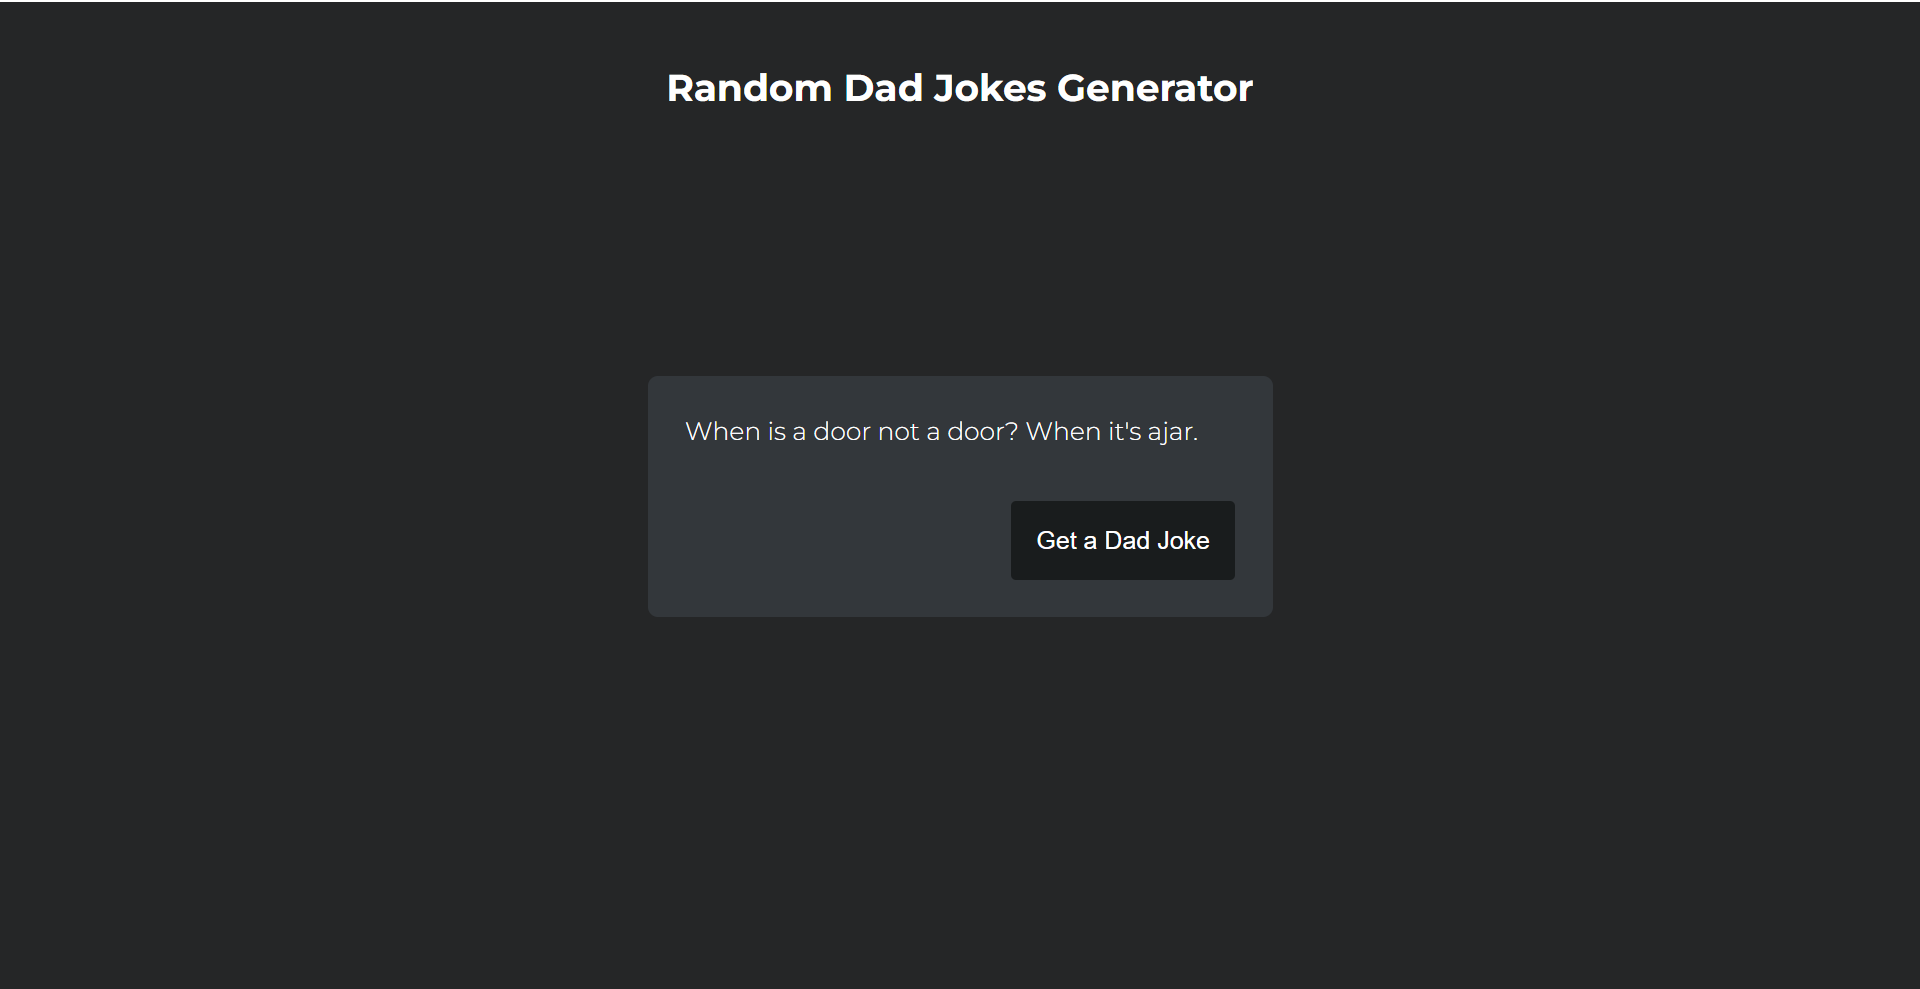 Random Dad Jokes Generator
When is a door not a door? When it's ajar.
Get a Dad Joke